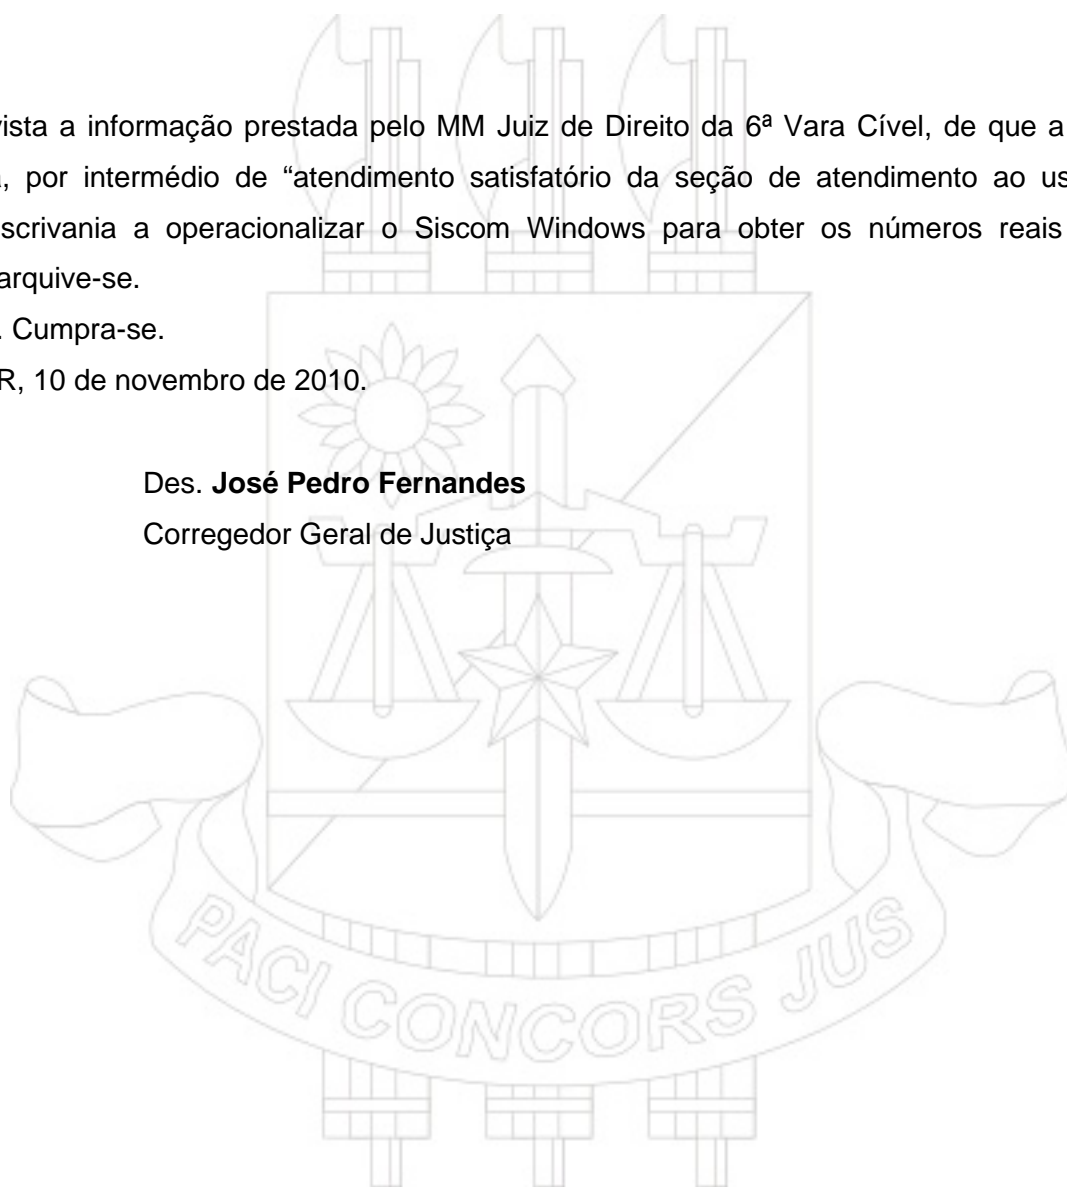 vista a informação prestada pelo MM Juiz de Direito da 6ª Vara Cível, de que a
, por intermédio de “atendimento satisfatório da seção de atendimento ao us
scrivania a operacionalizar o Siscom Windows para obter os números reais
arquive-se.
. Cumpra-se.
R, 10 de novembro de 2010.
Des. José Pedro Fernandes
Corregedor Geral de Justiça
PACI CONCORS JUS